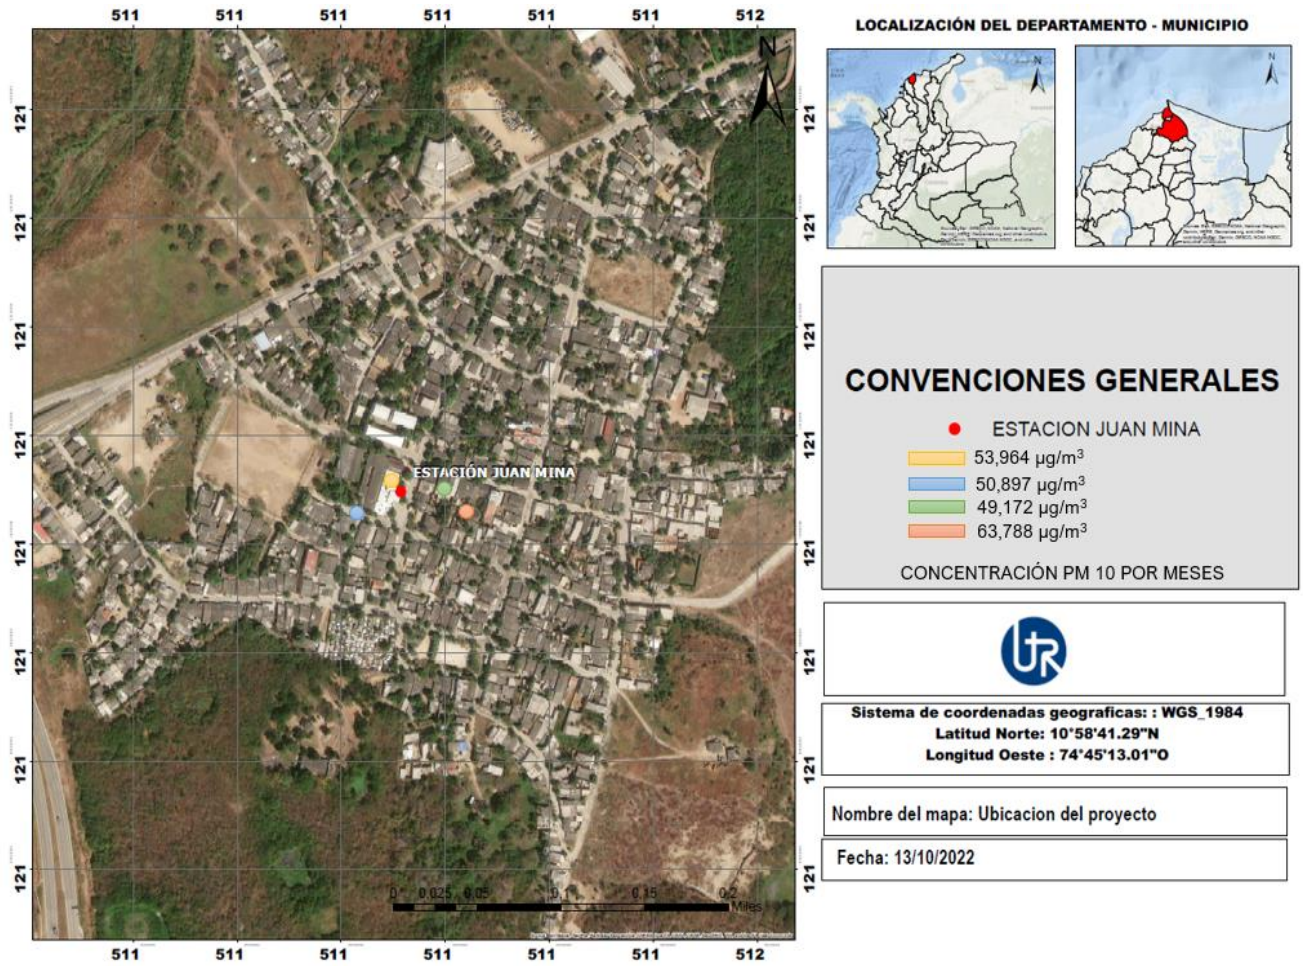 511 511 511 511 511 511 512
LOCALIZACIÓN DEL DEPARTAMENTO - MUNICIPIO
N
N
N
121 121
121 121
121 121
121 121
CONVENCIONES GENERALES
ESTACION JUAN MINA
53,964 µg/m³
ESTACIÓN JUAN MINA
50,897 µg/m³
49,172 µg/m³
63,788 µg/m³
121 121
CONCENTRACIÓN PM 10 POR MESES
121 121
UTR
Sistema de coordenadas geograficas: : WGS_1984
Latitud Norte: 10°58'41.29"N
Longitud Oeste : 74°45'13.01"O
121 121
Nombre del mapa: Ubicacion del proyecto
Fecha: 13/10/2022
121 121
0 0,025 0,05 0,1 0,15 0,2
Miles
511 511 511 511 511 511 512